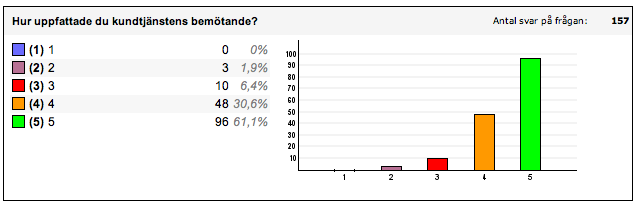 Hur uppfattade du kundtjänstens bemötande? Antal svar på frågan: 157
(1) 1 0 0%
(2) 2 3 1,9%
(3) 3 10 6,4%
(4) 4 48 30,6%
(5) 5 96 61,1%
100
90
80
70
60
50
40
30
20
10
1 2 3 4 5